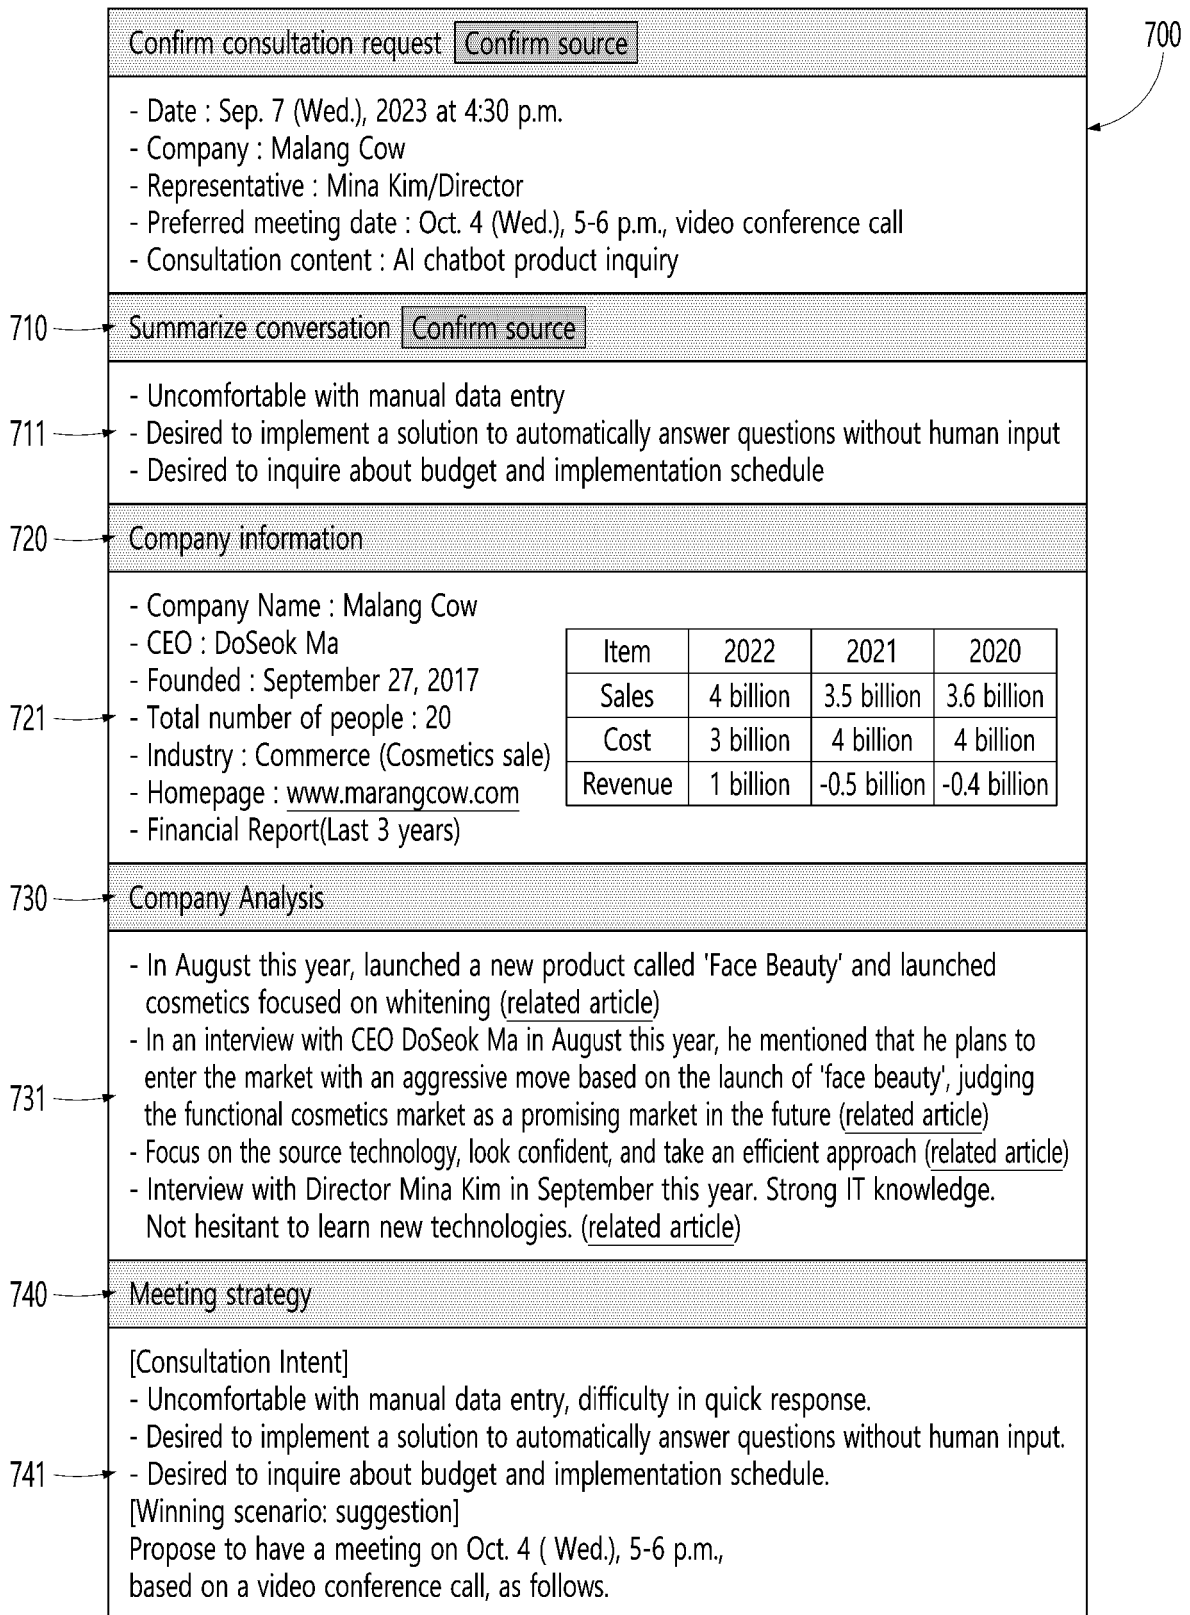 700
Confirm consultation request Confirm source
- Date : Sep. 7 (Wed.), 2023 at 4:30 p.m.
- Company : Malang Cow
- Representative : Mina Kim/Director
- Preferred meeting date : Oct. 4 (Wed.), 5-6 p.m., video conference call
- Consultation content : AI chatbot product inquiry
710
Summarize conversation Confirm source
- Uncomfortable with manual data entry
711
- Desired to implement a solution to automatically answer questions without human input
- Desired to inquire about budget and implementation schedule
720
Company information
- Company Name : Malang Cow
- CEO : DoSeok Ma
- Founded : September 27, 2017
721
- Total number of people : 20
- Industry : Commerce (Cosmetics sale)
- Homepage : www.marangcow.com
- Financial Report(Last 3 years)
Item 2022 2021 2020
Sales 4 billion 3.5 billion 3.6 billion
Cost 3 billion 4 billion 4 billion
Revenue 1 billion -0.5 billion -0.4 billion
730
Company Analysis
- In August this year, launched a new product called 'Face Beauty' and launched
cosmetics focused on whitening (related article)
- In an interview with CEO DoSeok Ma in August this year, he mentioned that he plans to
enter the market with an aggressive move based on the launch of 'face beauty', judging
731
the functional cosmetics market as a promising market in the future (related article)
- Focus on the source technology, look confident, and take an efficient approach (related article)
- Interview with Director Mina Kim in September this year. Strong IT knowledge.
Not hesitant to learn new technologies. (related article)
740
Meeting strategy
[Consultation Intent]
- Uncomfortable with manual data entry, difficulty in quick response.
- Desired to implement a solution to automatically answer questions without human input.
741
- Desired to inquire about budget and implementation schedule.
[Winning scenario: suggestion]
Propose to have a meeting on Oct. 4 ( Wed.), 5-6 p.m.,
based on a video conference call, as follows.